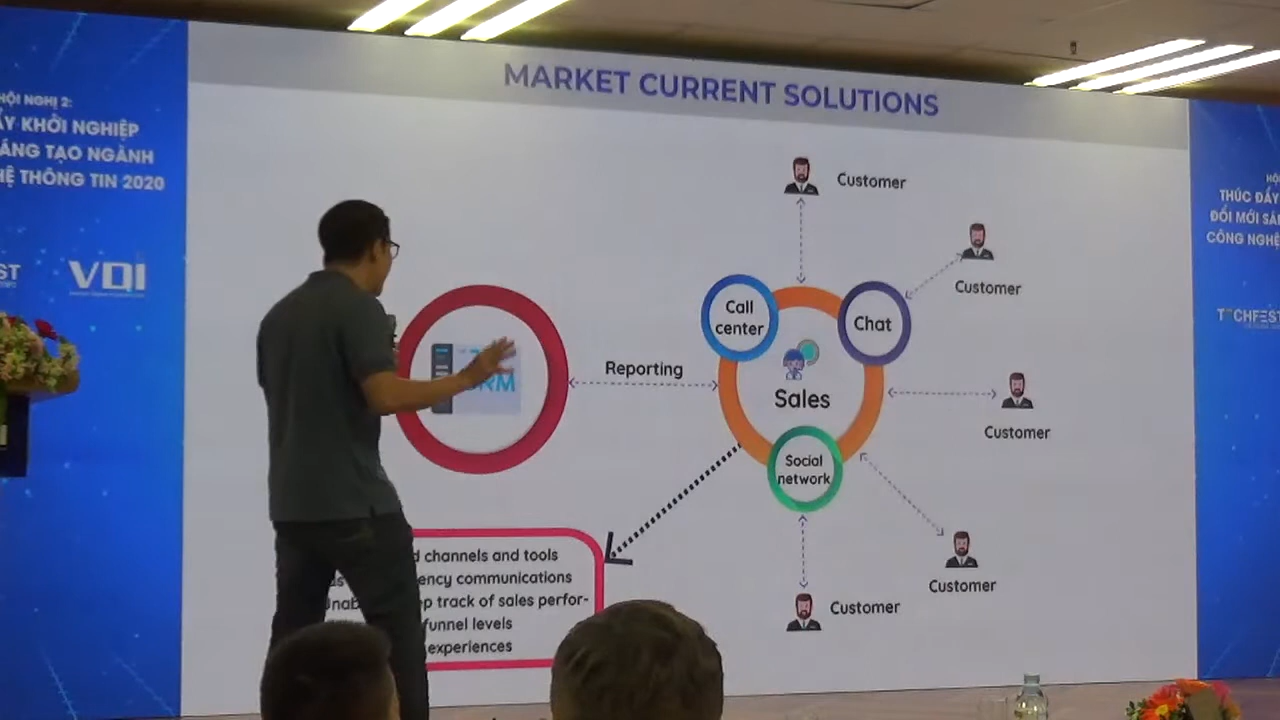 MARKET CURRENT SOLUTIONS
HỘI NGHỊ 2:
ẨY KHỞI NGHIỆP
ÁNG TẠO NGÀNH
HỆ THÔNG TIN 2020
VDI
Customer
Customer
Call
center
Chat
Reporting
CRM
Sales
Customer
Social
network
Customer
Customer
channels and tools
communications
track of sales perfor-
funnel levels
experiences
THÚC ĐẨY
ĐỔI MỚI SÁ
CÔNG NGHỆ
TECHFEST